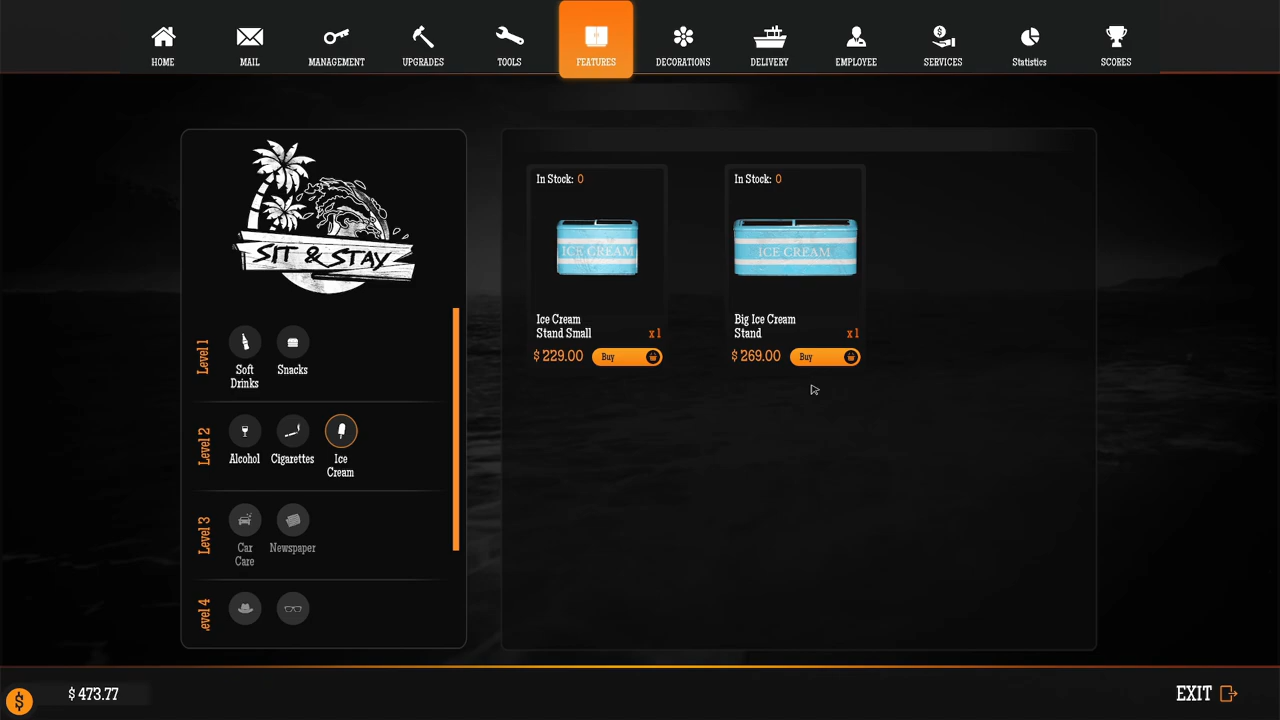 HOME
MAIL
MANAGEMENT
UPGRADES
TOOLS
FEATURES
DECORATIONS
DELIVERY
EMPLOYEE
SERVICES
Statistics
SCORES
SIT & STAY
Level 1
Soft
Drinks
Snacks
Level 2
Alcohol
Cigarettes
Ice
Cream
Level 3
Car
Care
Newspaper
evel 4
In Stock: 0
ICE CREAM
Ice Cream
Stand Small
x1
$ 229.00
Buy
In Stock: 0
ICE CREAM
Big Ice Cream
Stand
x1
$ 269.00
Buy
$ 473.77
EXIT